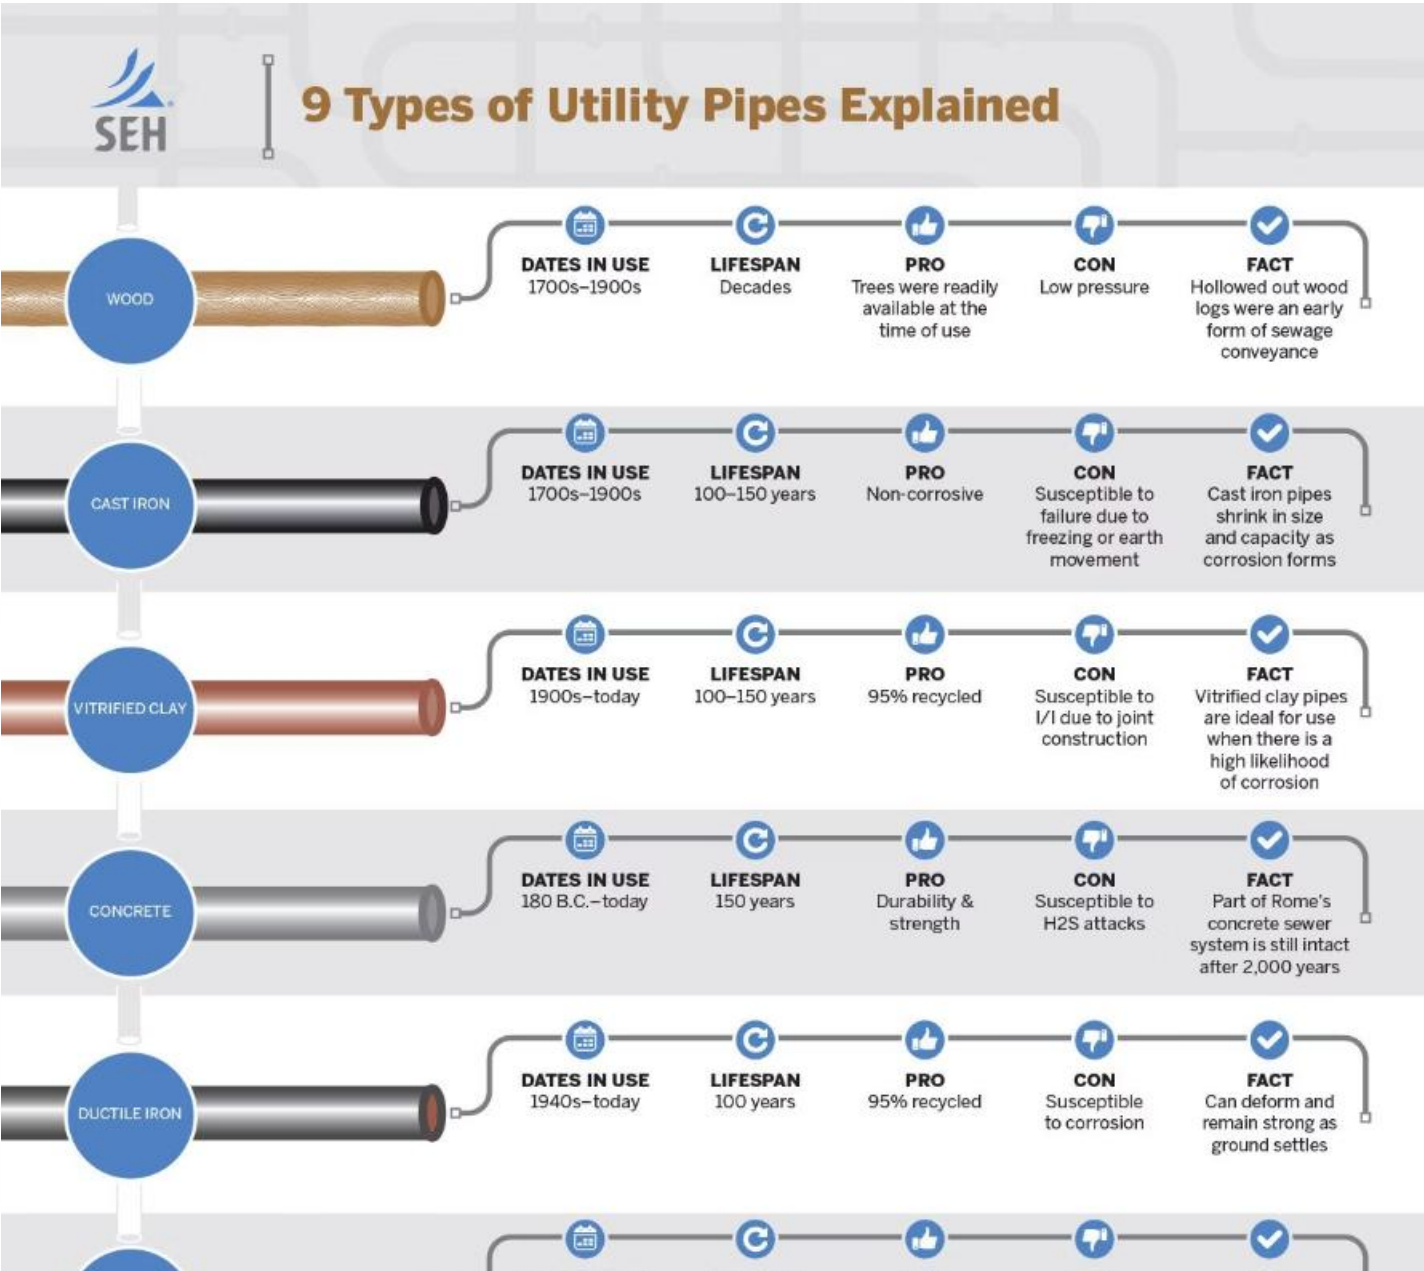 SEH
9 Types of Utility Pipes Explained
WOOD
DATES IN USE
1700s–1900s
LIFESPAN
Decades
PRO
Trees were readily
available at the
time of use
CON
Low pressure
FACT
Hollowed out wood
logs were an early
form of sewage
conveyance
CAST IRON
DATES IN USE
1700s–1900s
LIFESPAN
100–150 years
PRO
Non-corrosive
CON
Susceptible to
failure due to
freezing or earth
movement
FACT
Cast iron pipes
shrink in size
and capacity as
corrosion forms
VITRIFIED CLAY
DATES IN USE
1900s–today
LIFESPAN
100–150 years
PRO
95% recycled
CON
Susceptible to
I/I due to joint
construction
FACT
Vitrified clay pipes
are ideal for use
when there is a
high likelihood
of corrosion
CONCRETE
DATES IN USE
180 B.C.–today
LIFESPAN
150 years
PRO
Durability &
strength
CON
Susceptible to
H2S attacks
FACT
Part of Rome's
concrete sewer
system is still intact
after 2,000 years
DUCTILE IRON
DATES IN USE
1940s–today
LIFESPAN
100 years
PRO
95% recycled
CON
Susceptible
to corrosion
FACT
Can deform and
remain strong as
ground settles